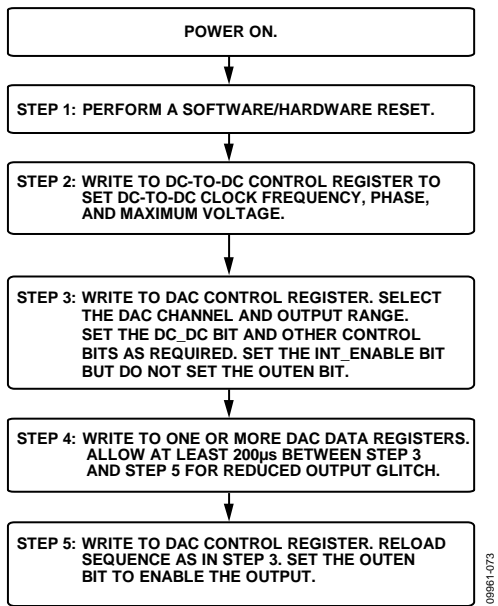 POWER ON.
STEP 1: PERFORM A SOFTWARE/HARDWARE RESET.
STEP 2: WRITE TO DC-TO-DC CONTROL REGISTER TO
SET DC-TO-DC CLOCK FREQUENCY, PHASE,
AND MAXIMUM VOLTAGE.
STEP 3: WRITE TO DAC CONTROL REGISTER. SELECT
THE DAC CHANNEL AND OUTPUT RANGE.
SET THE DC_DC BIT AND OTHER CONTROL
BITS AS REQUIRED. SET THE INT_ENABLE BIT
BUT DO NOT SET THE OUTEN BIT.
STEP 4: WRITE TO ONE OR MORE DAC DATA REGISTERS.
ALLOW AT LEAST 200µs BETWEEN STEP 3
AND STEP 5 FOR REDUCED OUTPUT GLITCH.
STEP 5: WRITE TO DAC CONTROL REGISTER. RELOAD
SEQUENCE AS IN STEP 3. SET THE OUTEN
BIT TO ENABLE THE OUTPUT.
09961-073